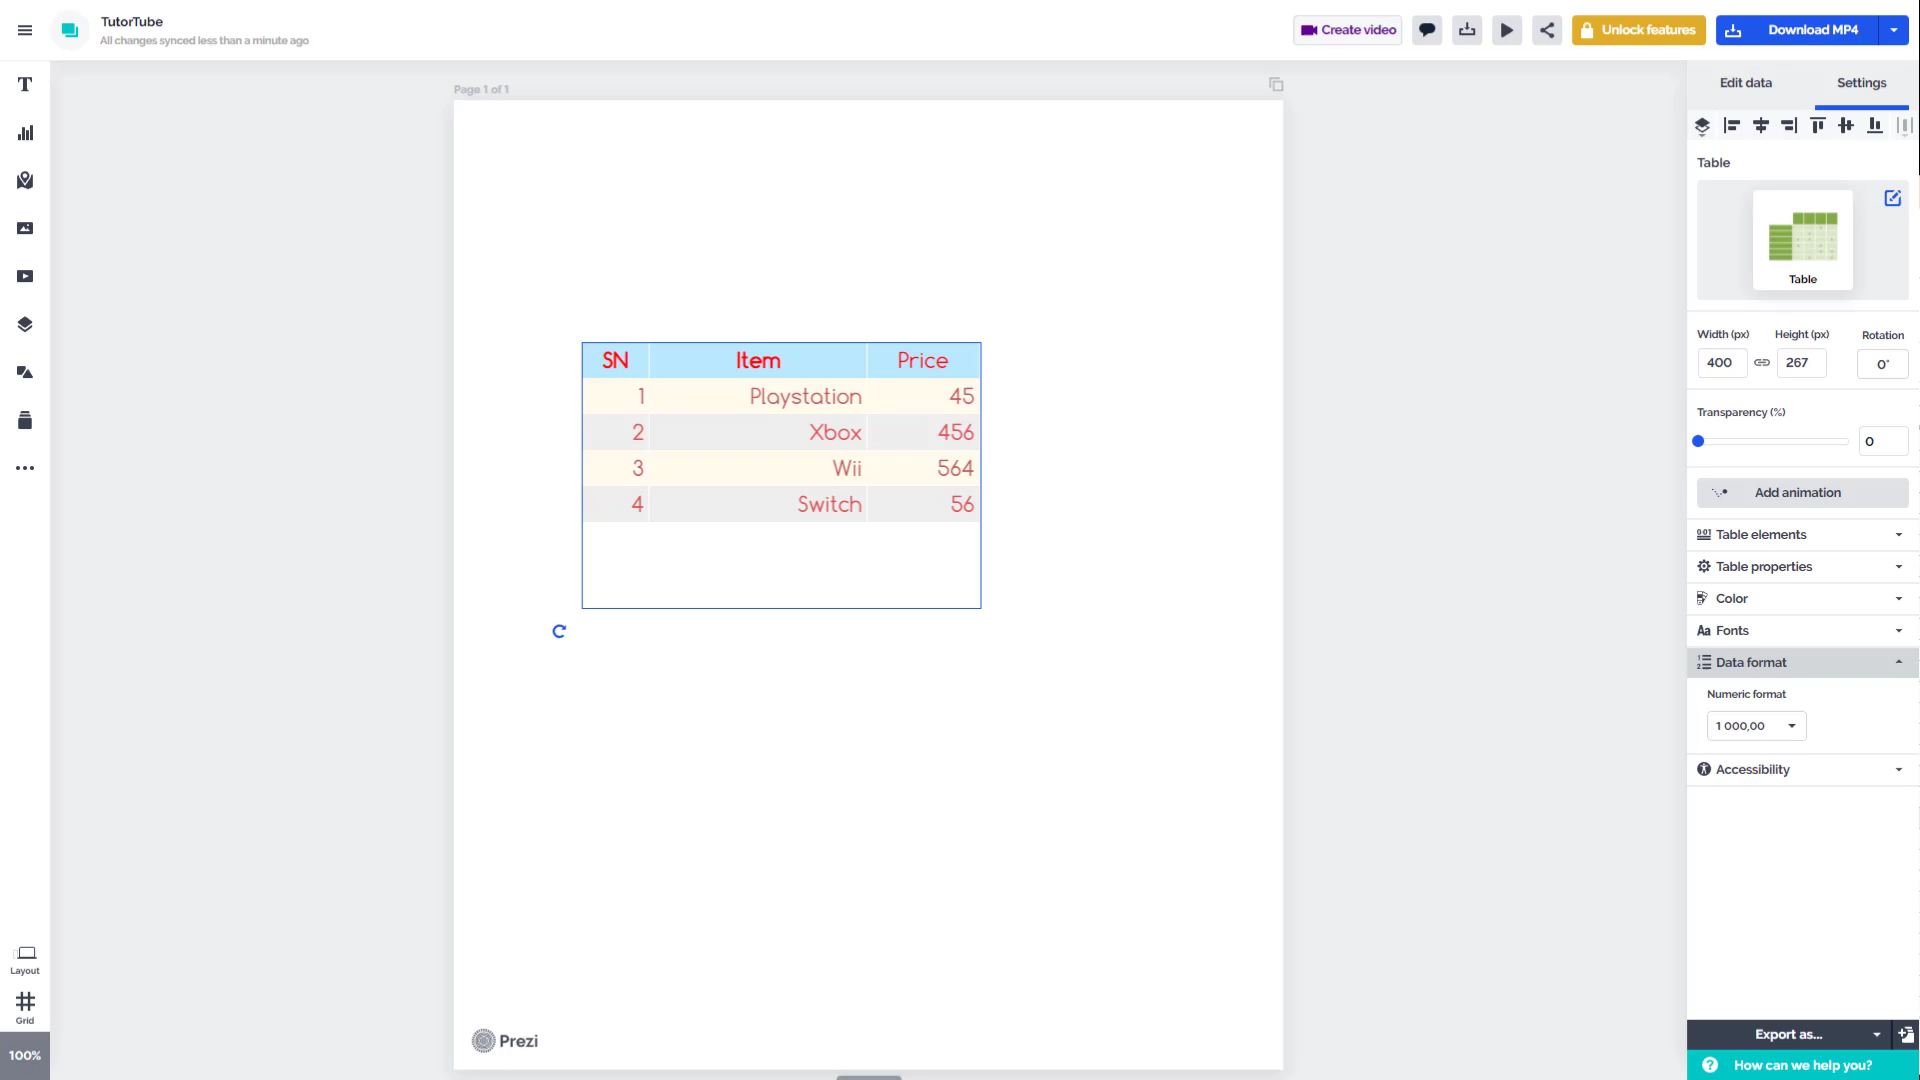 TutorTube
All changes synced less than a minute ago
Create video
Unlock features
Download MP4
Page 1 of 1
Edit data Settings
Table
Table
Width (px) Height (px) Rotation
400 267 0°
Transparency (%)
0
Add animation
Table elements
Table properties
Color
Aa Fonts
Data format
Numeric format
1 000,00
Accessibility
SN Item Price
1 Playstation 45
2 Xbox 456
3 Wii 564
4 Switch 56
Layout
Grid
100%
Prezi
Export as...
How can we help you?